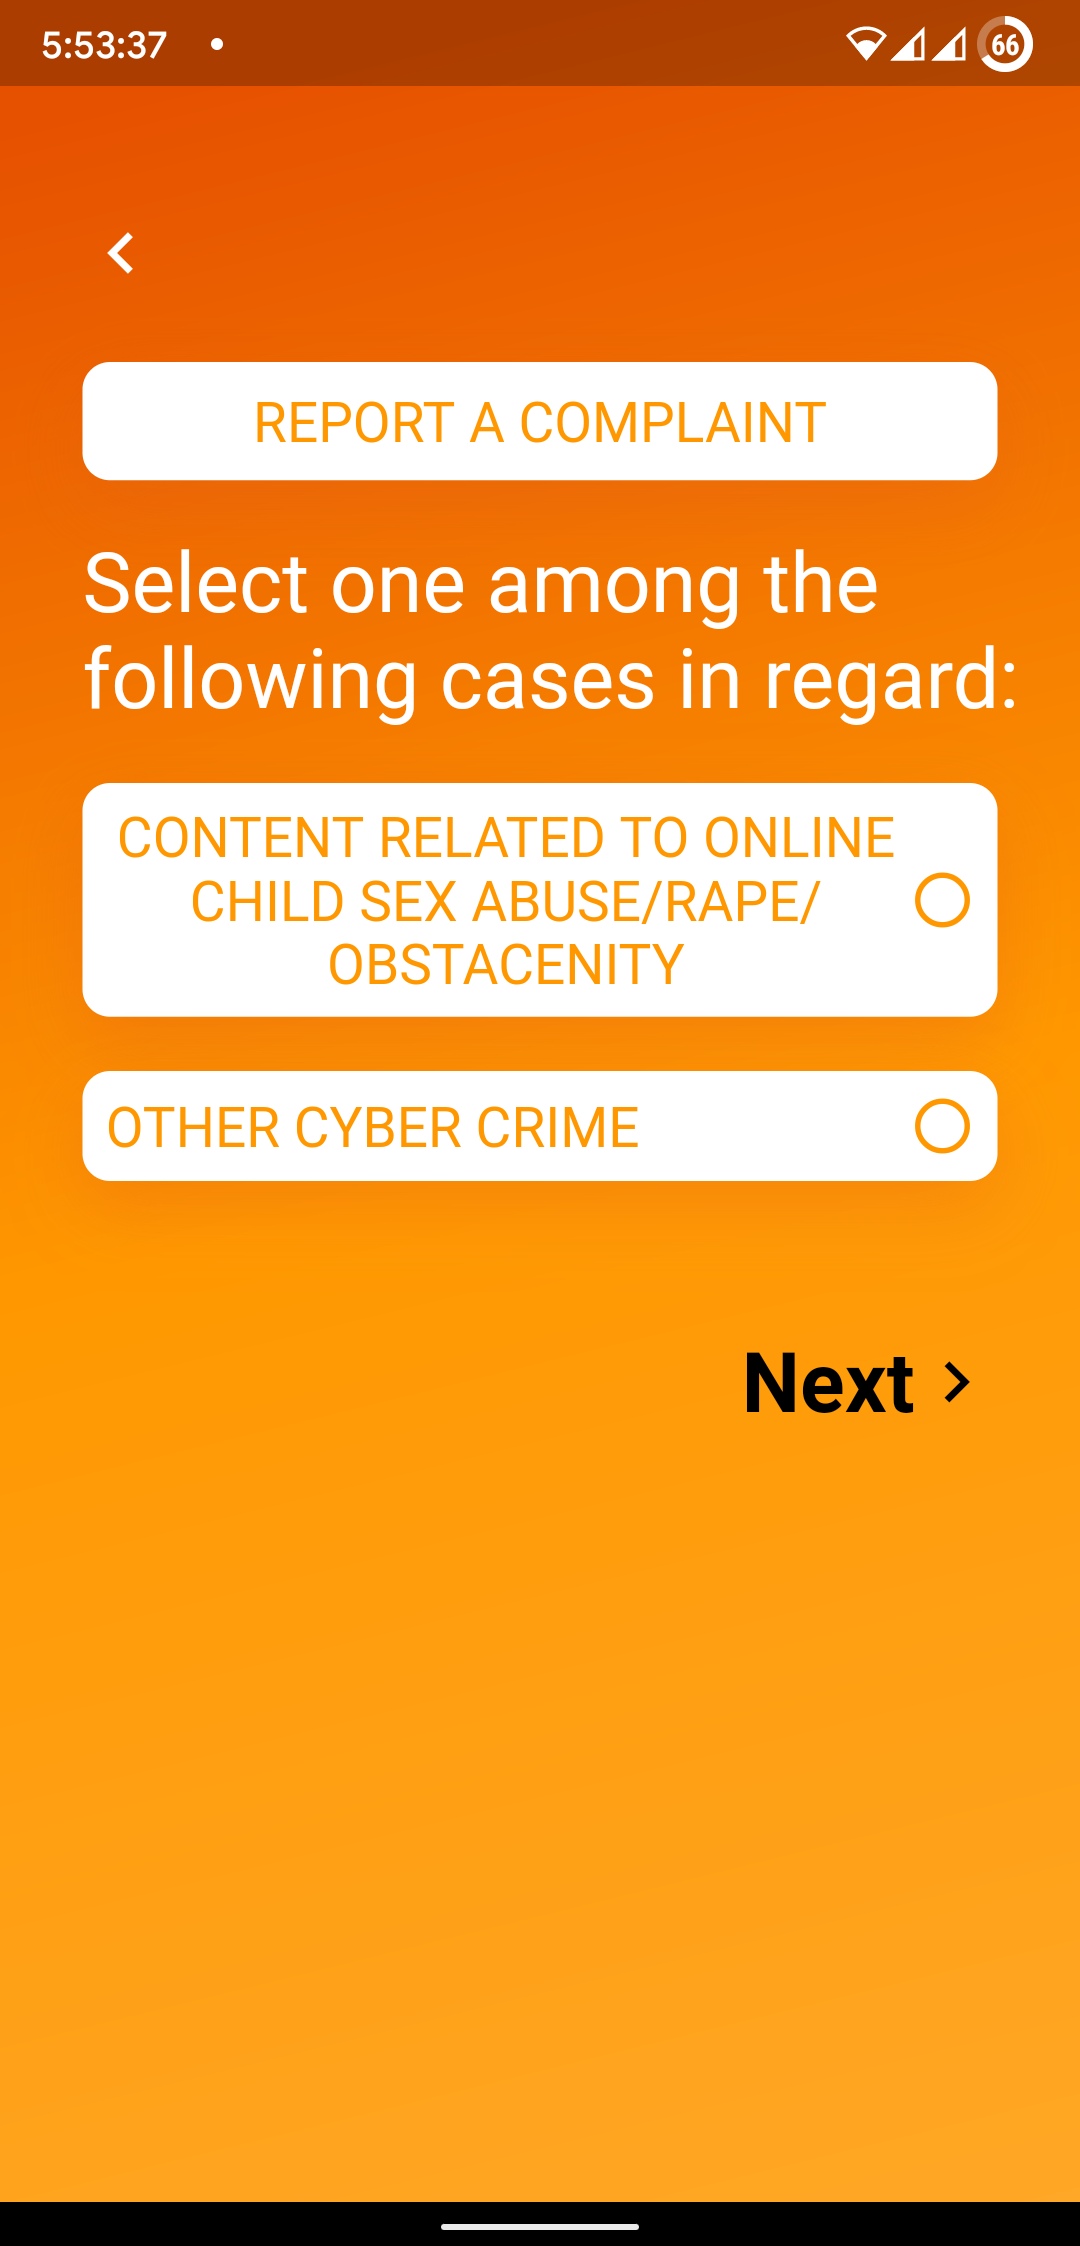 5:53:37
66
REPORT A COMPLAINT
Select one among the
following cases in regard:
CONTENT RELATED TO ONLINE
CHILD SEX ABUSE/RAPE/
OBSTACENITY
OTHER CYBER CRIME
Next